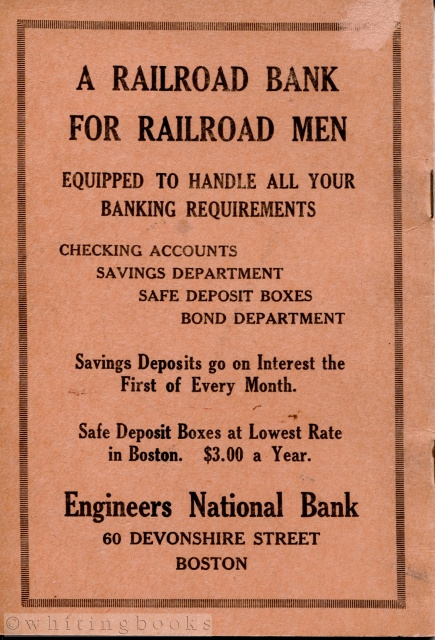 A RAILROAD BANK
FOR RAILROAD MEN
EQUIPPED TO HANDLE ALL YOUR
BANKING REQUIREMENTS
CHECKING ACCOUNTS
SAVINGS DEPARTMENT
SAFE DEPOSIT BOXES
BOND DEPARTMENT
Savings Deposits go on Interest the
First of Every Month.
Safe Deposit Boxes at Lowest Rate
in Boston. $3.00 a Year.
Engineers National Bank
60 DEVONSHIRE STREET
BOSTON
©whitingbooks